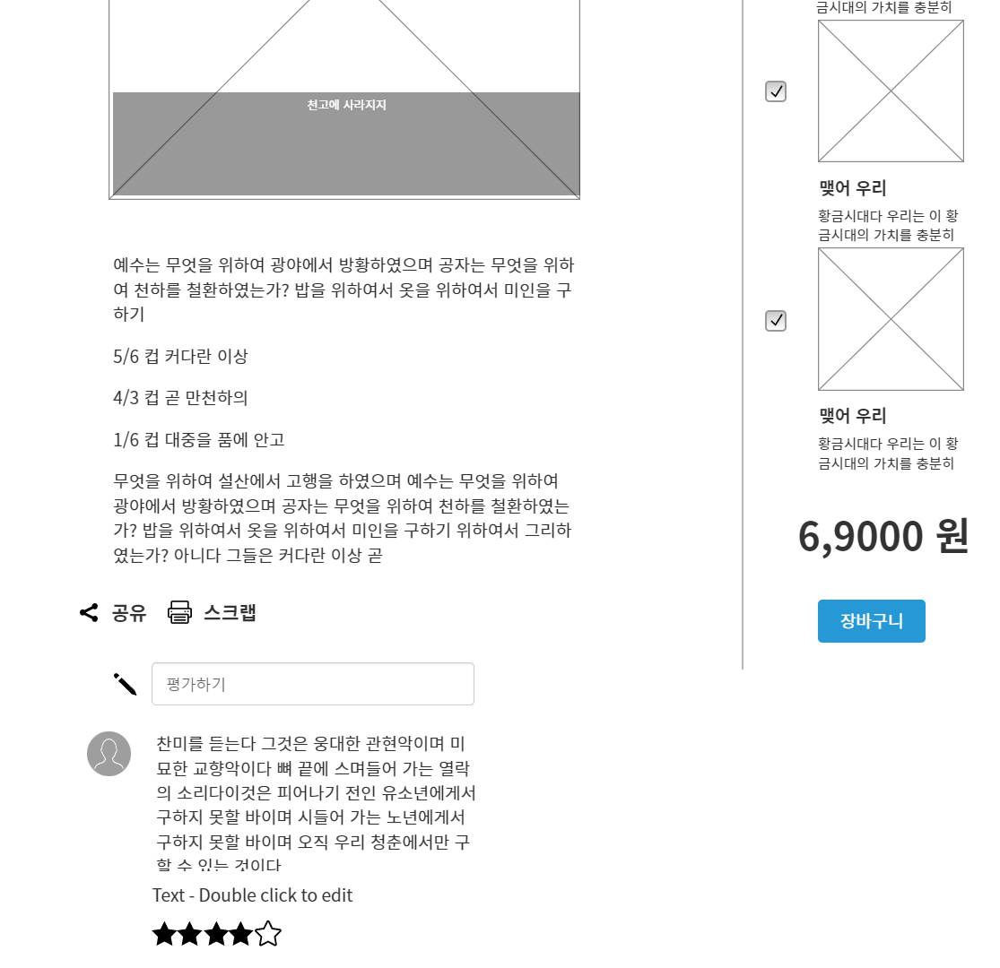 천고에 사라지지
예수는 무엇을 위하여 광야에서 방황하였으며 공자는 무엇을 위하
여 천하를 철환하였는가? 밥을 위하여서 옷을 위하여서 미인을 구
하기
5/6 컵 커다란 이상
4/3 컵 곧 만천하의
1/6 컵 대중을 품에 안고
무엇을 위하여 설산에서 고행을 하였으며 예수는 무엇을 위하여
광야에서 방황하였으며 공자는 무엇을 위하여 천하를 철환하였는
가? 밥을 위하여서 옷을 위하여서 미인을 구하기 위하여서 그리하
였는가? 아니다 그들은 커다란 이상 곧
공유 스크랩
평가하기
찬미를 듣는다 그것은 웅대한 관현악이며 미
묘한 교향악이다 뼈 끝에 스며들어 가는 열락
의 소리다이것은 피어나기 전인 유소년에게서
구하지 못할 바이며 시들어 가는 노년에게서
구하지 못할 바이며 오직 우리 청춘에서만 구
할 수 있는 것이다
Text - Double click to edit
금시대의 가치를 충분히
맺어 우리
황금시대다 우리는 이 황
금시대의 가치를 충분히
맺어 우리
황금시대다 우리는 이 황
금시대의 가치를 충분히
6,9000 원
장바구니